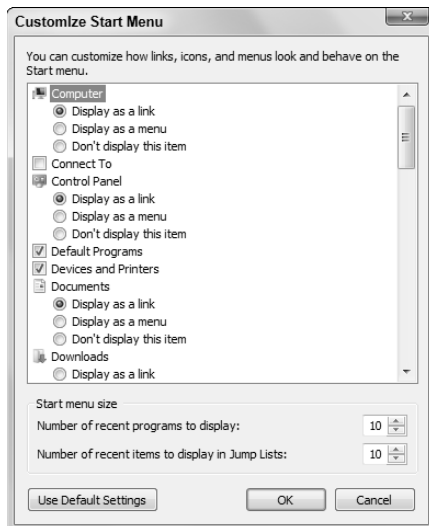 Customize Start Menu
You can customize how links, icons, and menus look and behave on the
Start menu.
Computer
Display as a link
Display as a menu
Don't display this item
Connect To
Control Panel
Display as a link
Display as a menu
Don't display this item
Default Programs
Devices and Printers
Documents
Display as a link
Display as a menu
Don't display this item
Downloads
Display as a link
Start menu size
Number of recent programs to display: 10
Number of recent items to display in Jump Lists: 10
Use Default Settings OK Cancel